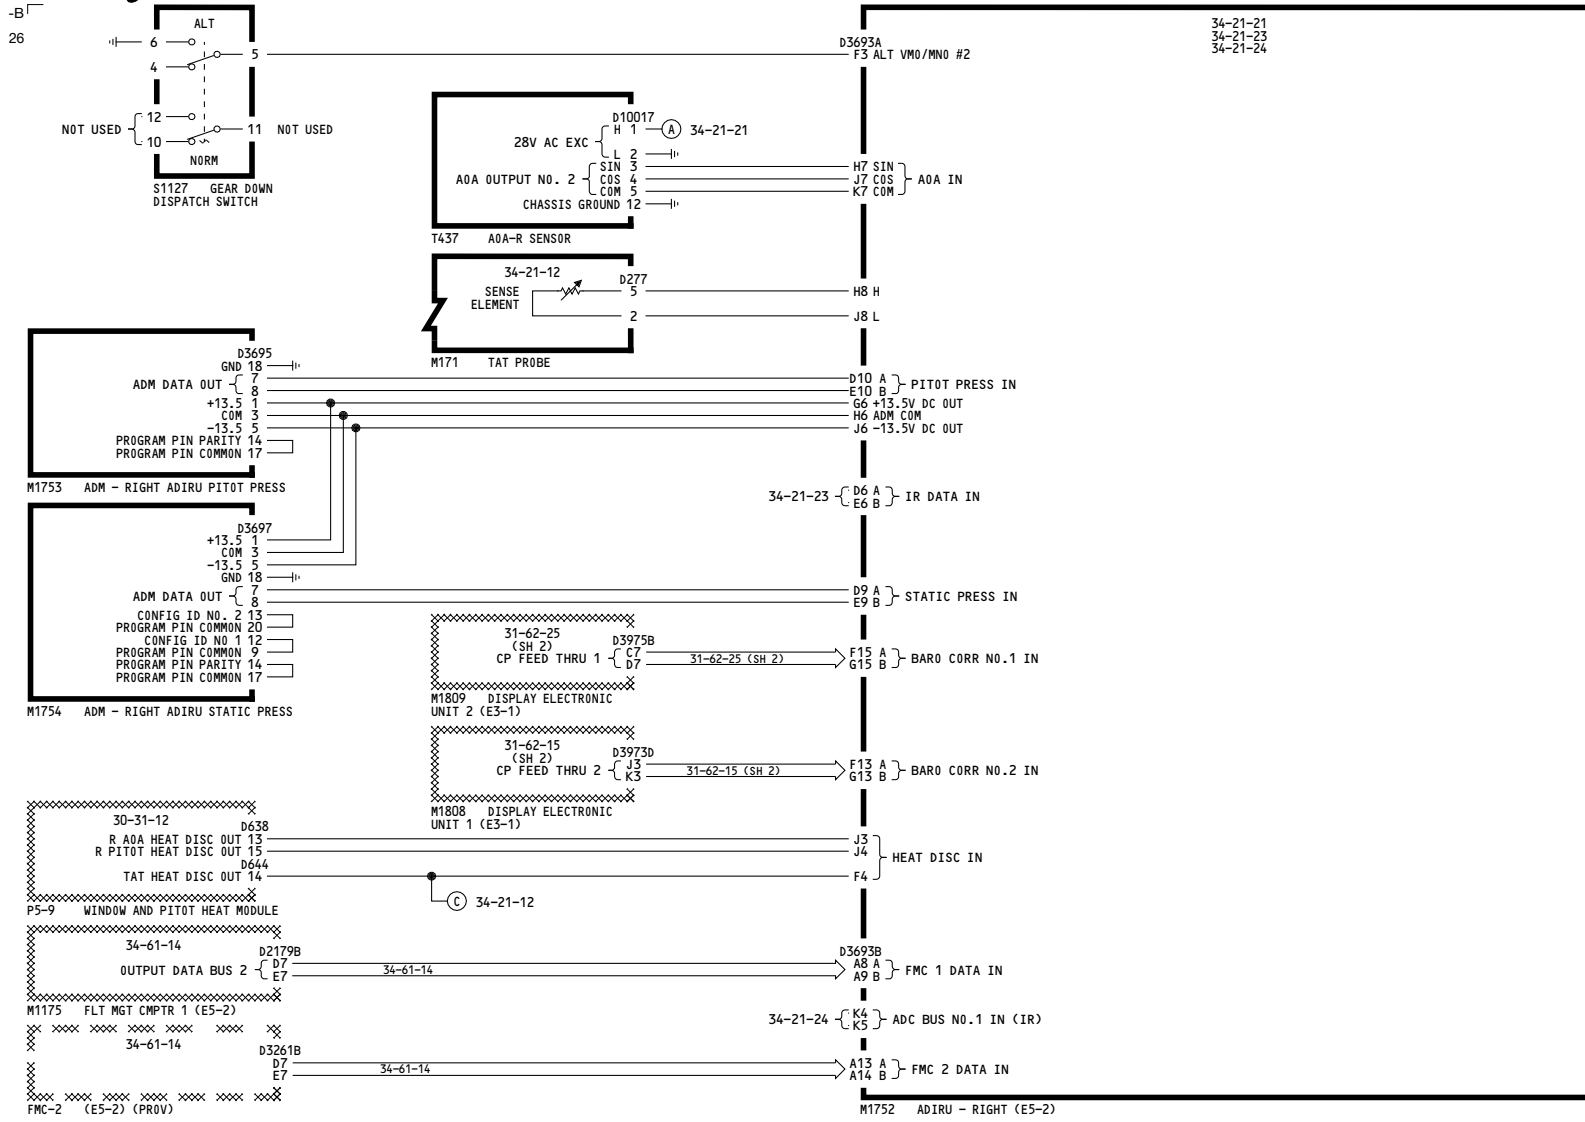 -B
26
ALT
6
4
5
12
10
NOT USED
11 NOT USED
NORM
S1127 GEAR DOWN
DISPATCH SWITCH
34-21-21
34-21-23
34-21-24
D3693A
F3 ALT VMO/MNO #2
D10017
28V AC EXC
H 1
A 34-21-21
L 2
AOA OUTPUT NO. 2
SIN 3
COS 4
COM 5
CHASSIS GROUND 12
T437 AOA-R SENSOR
H7 SIN
J7 COS
K7 COM
AOA IN
34-21-12
SENSE
ELEMENT
D277
5
2
M171 TAT PROBE
H8 H
J8 L
D3695
GND 18
ADM DATA OUT
7
8
+13.5 1
COM 3
-13.5 5
PROGRAM PIN PARITY 14
PROGRAM PIN COMMON 17
M1753 ADM - RIGHT ADIRU PITOT PRESS
D10 A
E10 B
PITOT PRESS IN
G6 +13.5V DC OUT
H6 ADM COM
J6 -13.5V DC OUT
34-21-23
D6 A
E6 B
IR DATA IN
D3697
+13.5 1
COM 3
-13.5 5
GND 18
ADM DATA OUT
7
8
CONFIG ID NO. 2 13
PROGRAM PIN COMMON 20
CONFIG ID NO 1 12
PROGRAM PIN COMMON 9
PROGRAM PIN PARITY 14
PROGRAM PIN COMMON 17
M1754 ADM - RIGHT ADIRU STATIC PRESS
D9 A
E9 B
STATIC PRESS IN
31-62-25
(SH 2)
CP FEED THRU 1
D3975B
C7
D7
31-62-25 (SH 2)
M1809 DISPLAY ELECTRONIC
UNIT 2 (E3-1)
F15 A
G15 B
BARO CORR NO.1 IN
31-62-15
(SH 2)
CP FEED THRU 2
D3973D
J3
K3
31-62-15 (SH 2)
M1808 DISPLAY ELECTRONIC
UNIT 1 (E3-1)
F13 A
G13 B
BARO CORR NO.2 IN
30-31-12
D638
R AOA HEAT DISC OUT 13
R PITOT HEAT DISC OUT 15
D644
TAT HEAT DISC OUT 14
P5-9 WINDOW AND PITOT HEAT MODULE
C 34-21-12
J3
J4
F4
HEAT DISC IN
34-61-14
OUTPUT DATA BUS 2
D2179B
D7
E7
34-61-14
M1175 FLT MGT CMPTR 1 (E5-2)
D3693B
A8 A
A9 B
FMC 1 DATA IN
34-21-24
K4
K5
ADC BUS NO.1 IN (IR)
34-61-14
D3261B
D7
E7
34-61-14
FMC-2 (E5-2) (PROV)
A13 A
A14 B
FMC 2 DATA IN
M1752 ADIRU - RIGHT (E5-2)